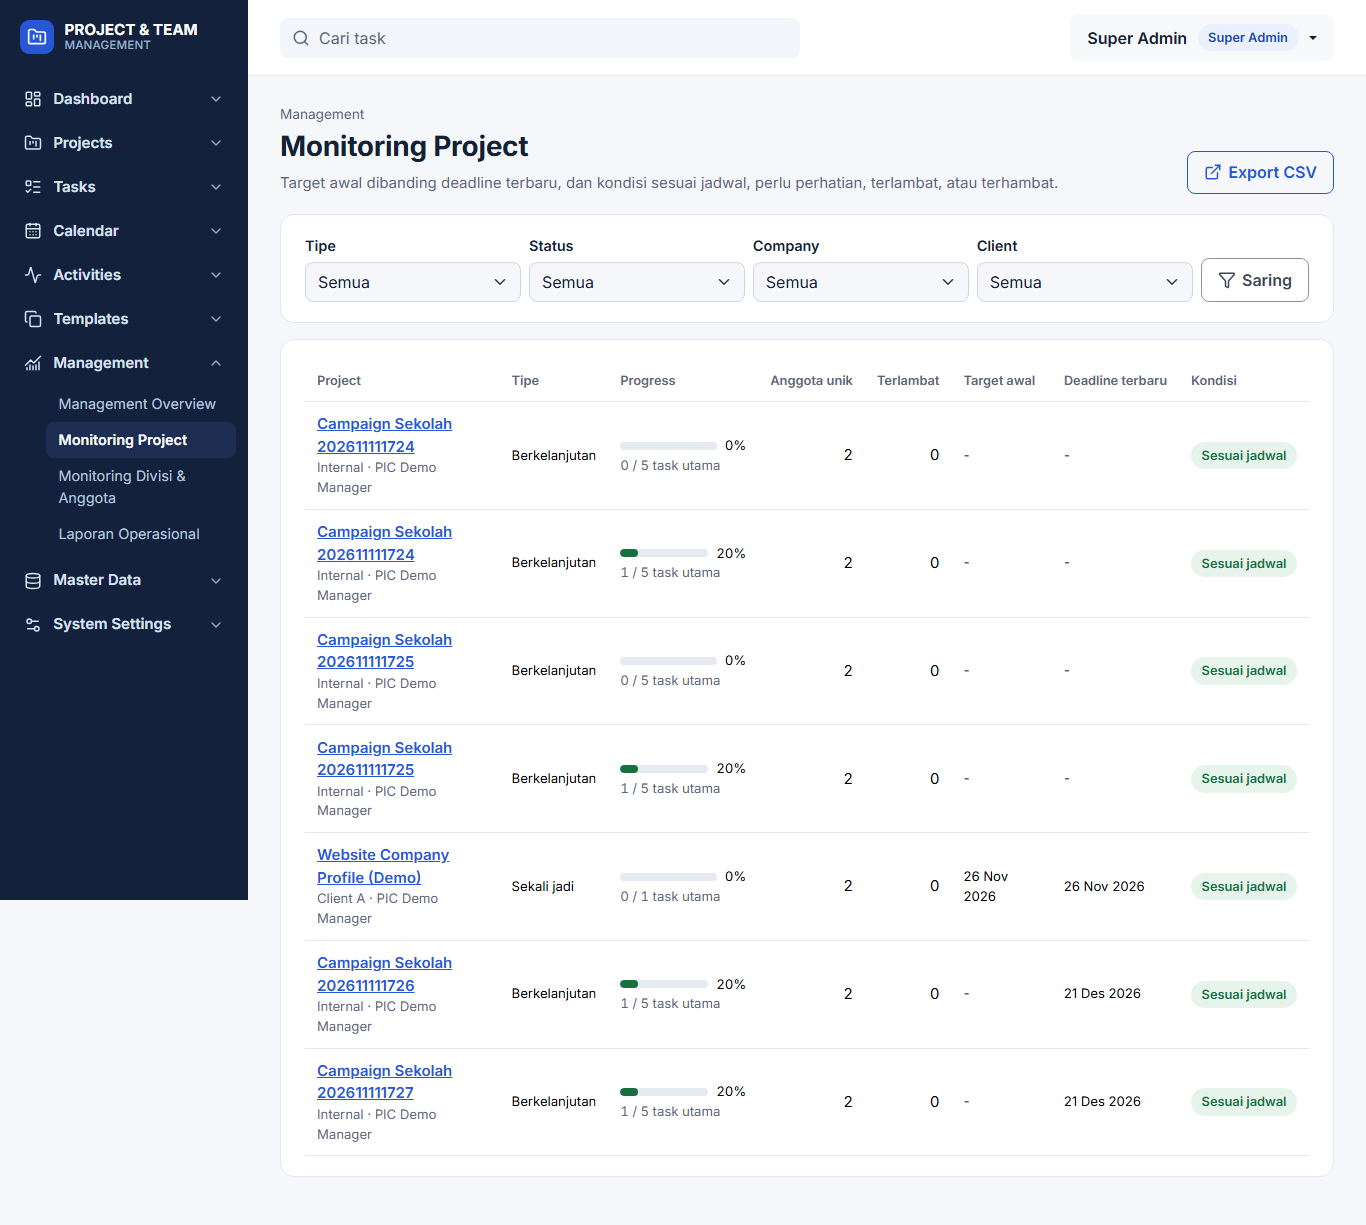 PROJECT & TEAM
MANAGEMENT
Cari task
Super Admin
Super Admin
Dashboard
Projects
Tasks
Calendar
Activities
Templates
Management
Management Overview
Monitoring Project
Monitoring Divisi &
Anggota
Laporan Operasional
Master Data
System Settings
Management
Monitoring Project
Target awal dibanding deadline terbaru, dan kondisi sesuai jadwal, perlu perhatian, terlambat, atau terhambat.
Export CSV
Tipe
Status
Company
Client
Semua
Semua
Semua
Semua
Saring
Project Tipe Progress Anggota unik Terlambat Target awal Deadline terbaru Kondisi
Campaign Sekolah
202611111724
Internal · PIC Demo
Manager
Berkelanjutan
0%
0 / 5 task utama
2
0
-
-
Sesuai jadwal
Campaign Sekolah
202611111724
Internal · PIC Demo
Manager
Berkelanjutan
20%
1 / 5 task utama
2
0
-
-
Sesuai jadwal
Campaign Sekolah
202611111725
Internal · PIC Demo
Manager
Berkelanjutan
0%
0 / 5 task utama
2
0
-
-
Sesuai jadwal
Campaign Sekolah
202611111725
Internal · PIC Demo
Manager
Berkelanjutan
20%
1 / 5 task utama
2
0
-
-
Sesuai jadwal
Website Company
Profile (Demo)
Client A · PIC Demo
Manager
Sekali jadi
0%
0 / 1 task utama
2
0
26 Nov
2026
26 Nov 2026
Sesuai jadwal
Campaign Sekolah
202611111726
Internal · PIC Demo
Manager
Berkelanjutan
20%
1 / 5 task utama
2
0
-
21 Des 2026
Sesuai jadwal
Campaign Sekolah
202611111727
Internal · PIC Demo
Manager
Berkelanjutan
20%
1 / 5 task utama
2
0
-
21 Des 2026
Sesuai jadwal